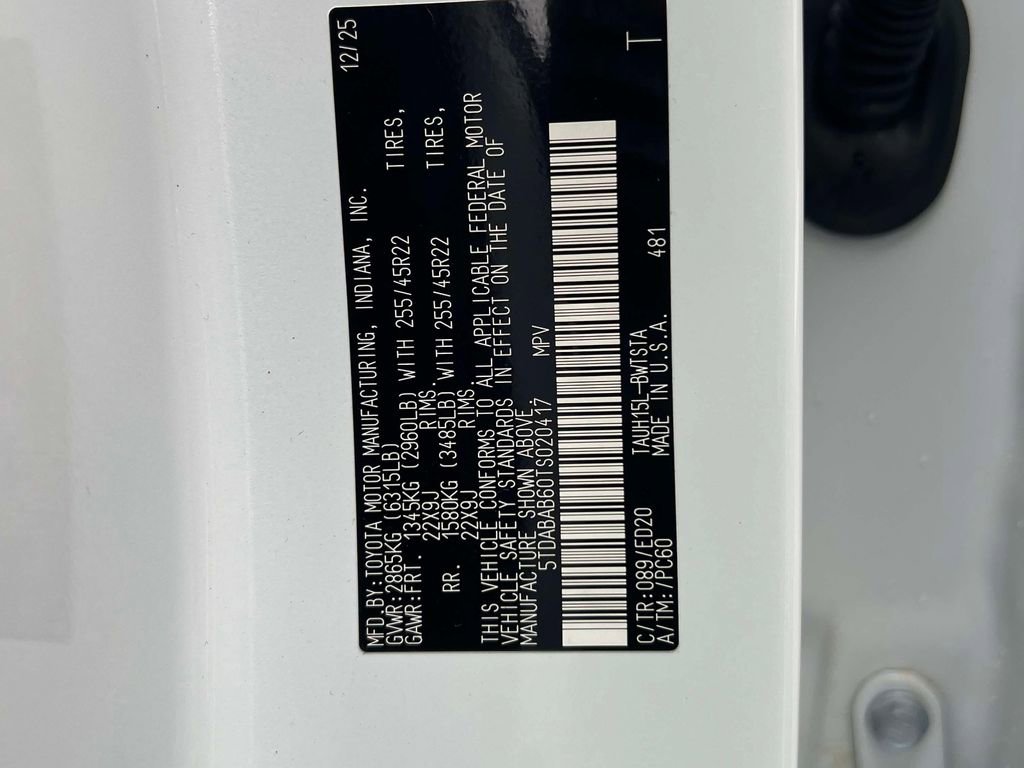 MFD.BY:TOYOTA MOTOR MANUFACTURING, INDIANA, INC. 12/25
GVWR:2865KG (6315LB)
GAWR:FRT. 1345KG (2960LB) WITH 255/45R22 TIRES,
22X9J RIMS.
RR. 1580KG (3485LB) WITH 255/45R22 TIRES,
22X9J RIMS.
THIS VEHICLE CONFORMS TO ALL APPLICABLE FEDERAL MOTOR
VEHICLE SAFETY STANDARDS IN EFFECT ON THE DATE OF
MANUFACTURE SHOWN ABOVE.
5TDABAB60TS020417 MPV
C/TR:089/ED20 TAUH15L-BWTSTA T
A/TM:/PC60 MADE IN U.S.A. 481